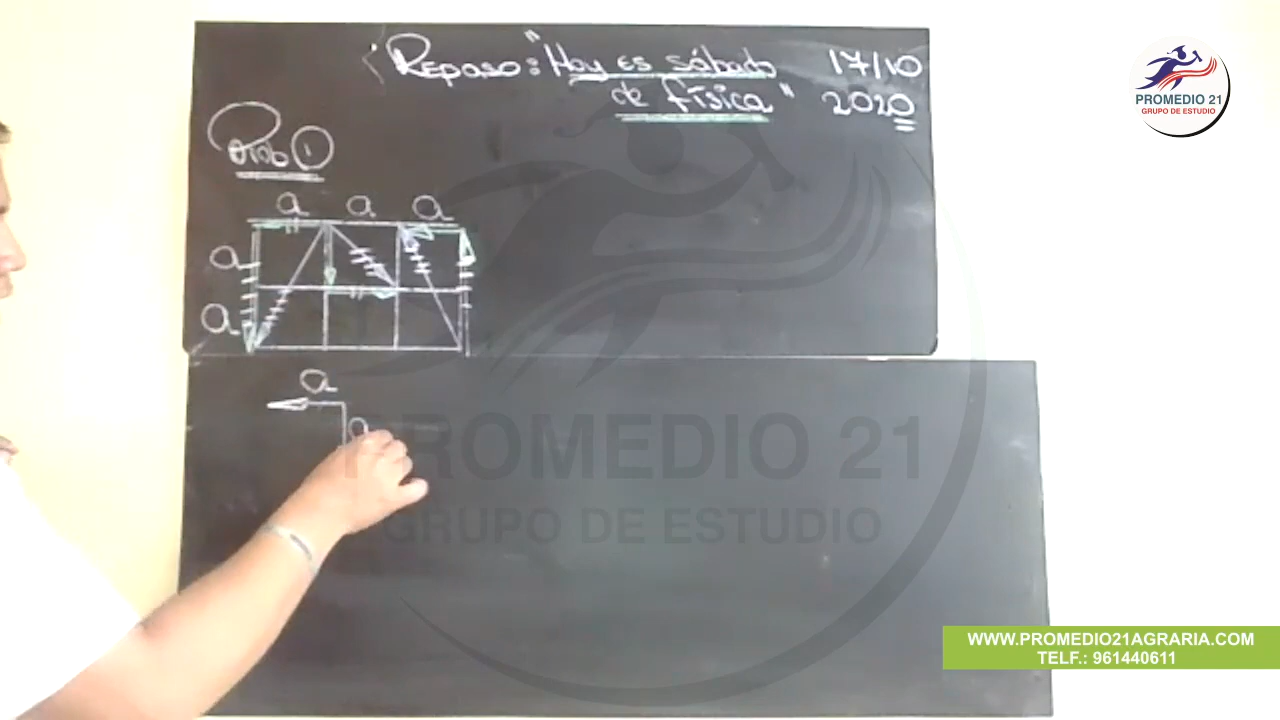 Repaso: "Hoy es sábado 17/10
de física" 2020
Prob 1
a a a
a
a
a
a
PROMEDIO 21
GRUPO DE ESTUDIO
PROMEDIO 21
GRUPO DE ESTUDIO
WWW.PROMEDIO21AGRARIA.COM
TELF.: 961440611